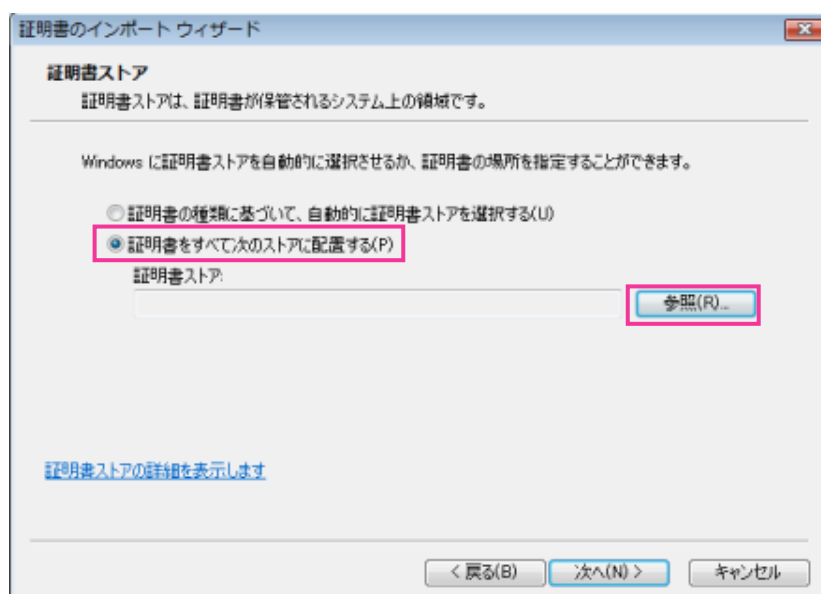 証明書のインポート ウィザード
証明書ストア
証明書ストアは、証明書が保管されるシステム上の領域です。
Windows に証明書ストアを自動的に選択させるか、証明書の場所を指定することができます。
証明書の種類に基づいて、自動的に証明書ストアを選択する(U)
証明書をすべて次のストアに配置する(P)
証明書ストア:
参照(R)...
証明書ストアの詳細を表示します
< 戻る(B) 次へ(N) > キャンセル